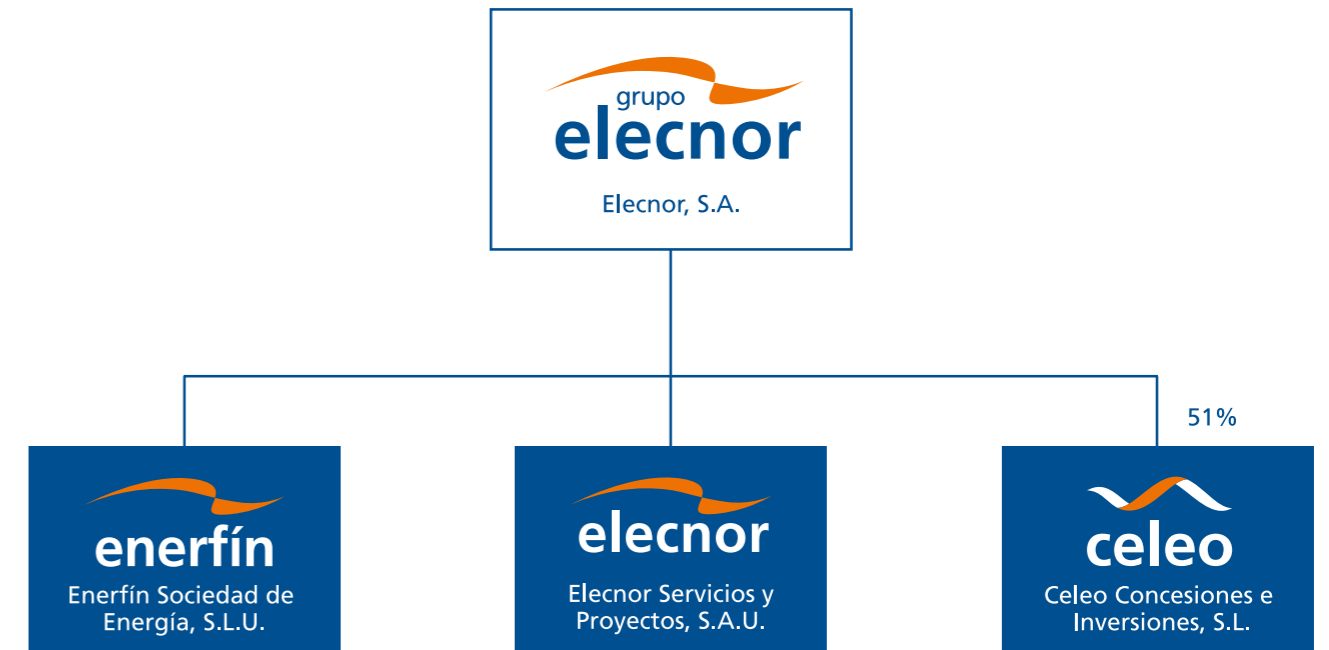 grupo
elecnor
Elecnor, S.A.
51%
enerfín
Enerfín Sociedad de
Energía, S.L.U.
elecnor
Elecnor Servicios y
Proyectos, S.A.U.
celeo
Celeo Concesiones e
Inversiones, S.L.